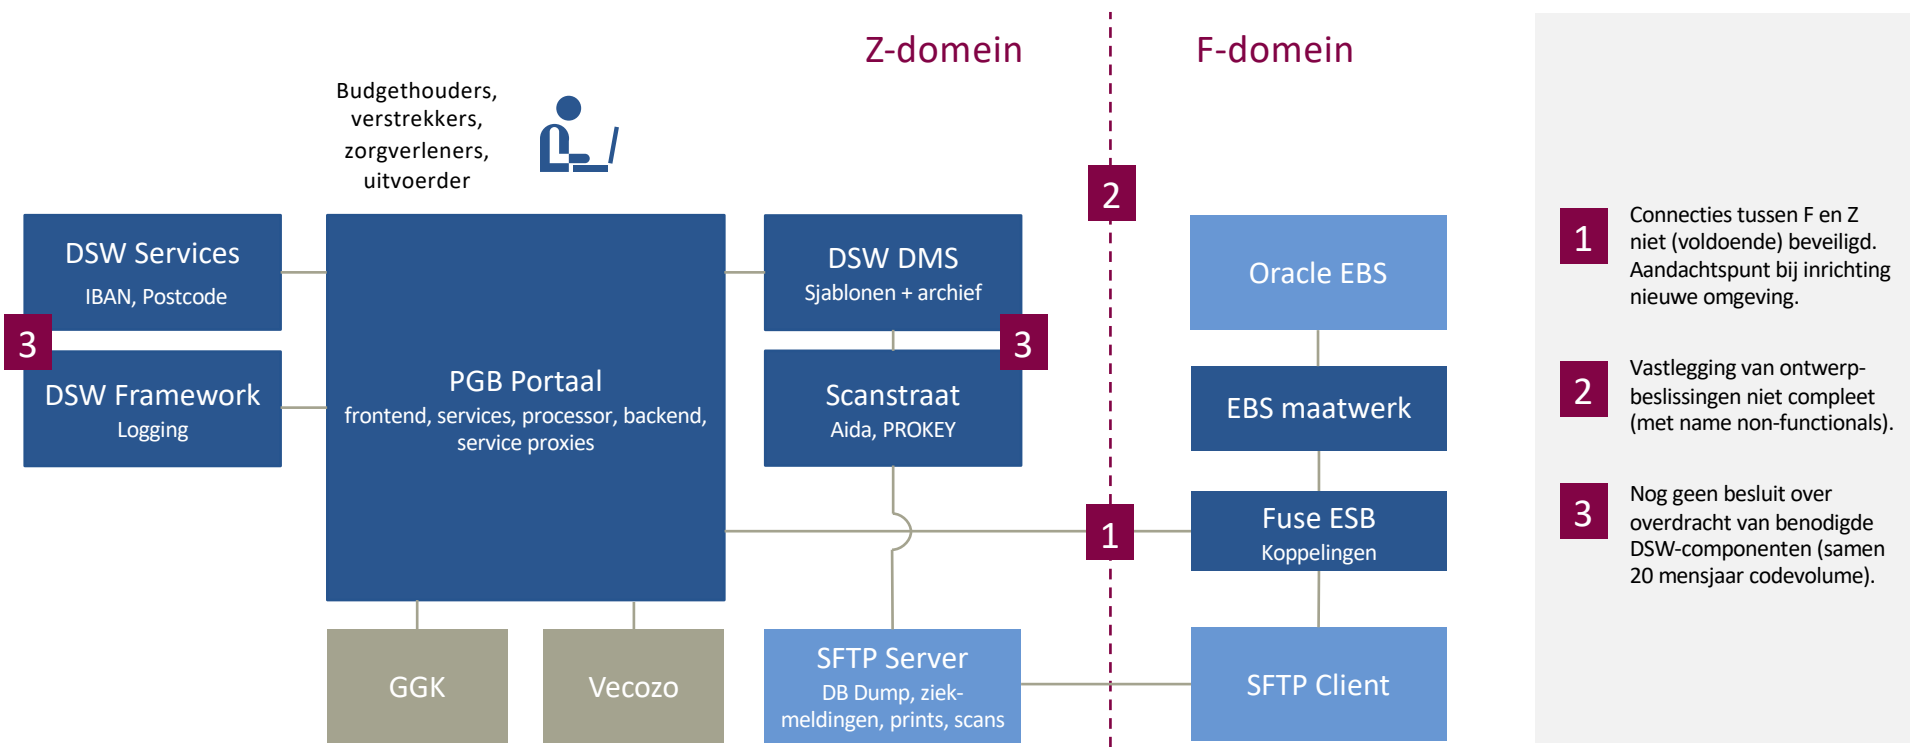 Z-domein
F-domein
Budgethouders,
verstrekkers,
zorgverleners,
uitvoerder
2
DSW Services
IBAN, Postcode
3
DSW Framework
Logging
PGB Portaal
frontend, services, processor, backend,
service proxies
DSW DMS
Sjablonen + archief
3
Scanstraat
Aida, PROKEY
1
Oracle EBS
EBS maatwerk
Fuse ESB
Koppelingen
GGK
Vecozo
SFTP Server
DB Dump, ziek-
meldingen, prints, scans
SFTP Client
1
Connecties tussen F en Z
niet (voldoende) beveiligd.
Aandachtspunt bij inrichting
nieuwe omgeving.
2
Vastlegging van ontwerp-
beslissingen niet compleet
(met name non-functionals).
3
Nog geen besluit over
overdracht van benodigde
DSW-componenten (samen
20 mensjaar codevolume).